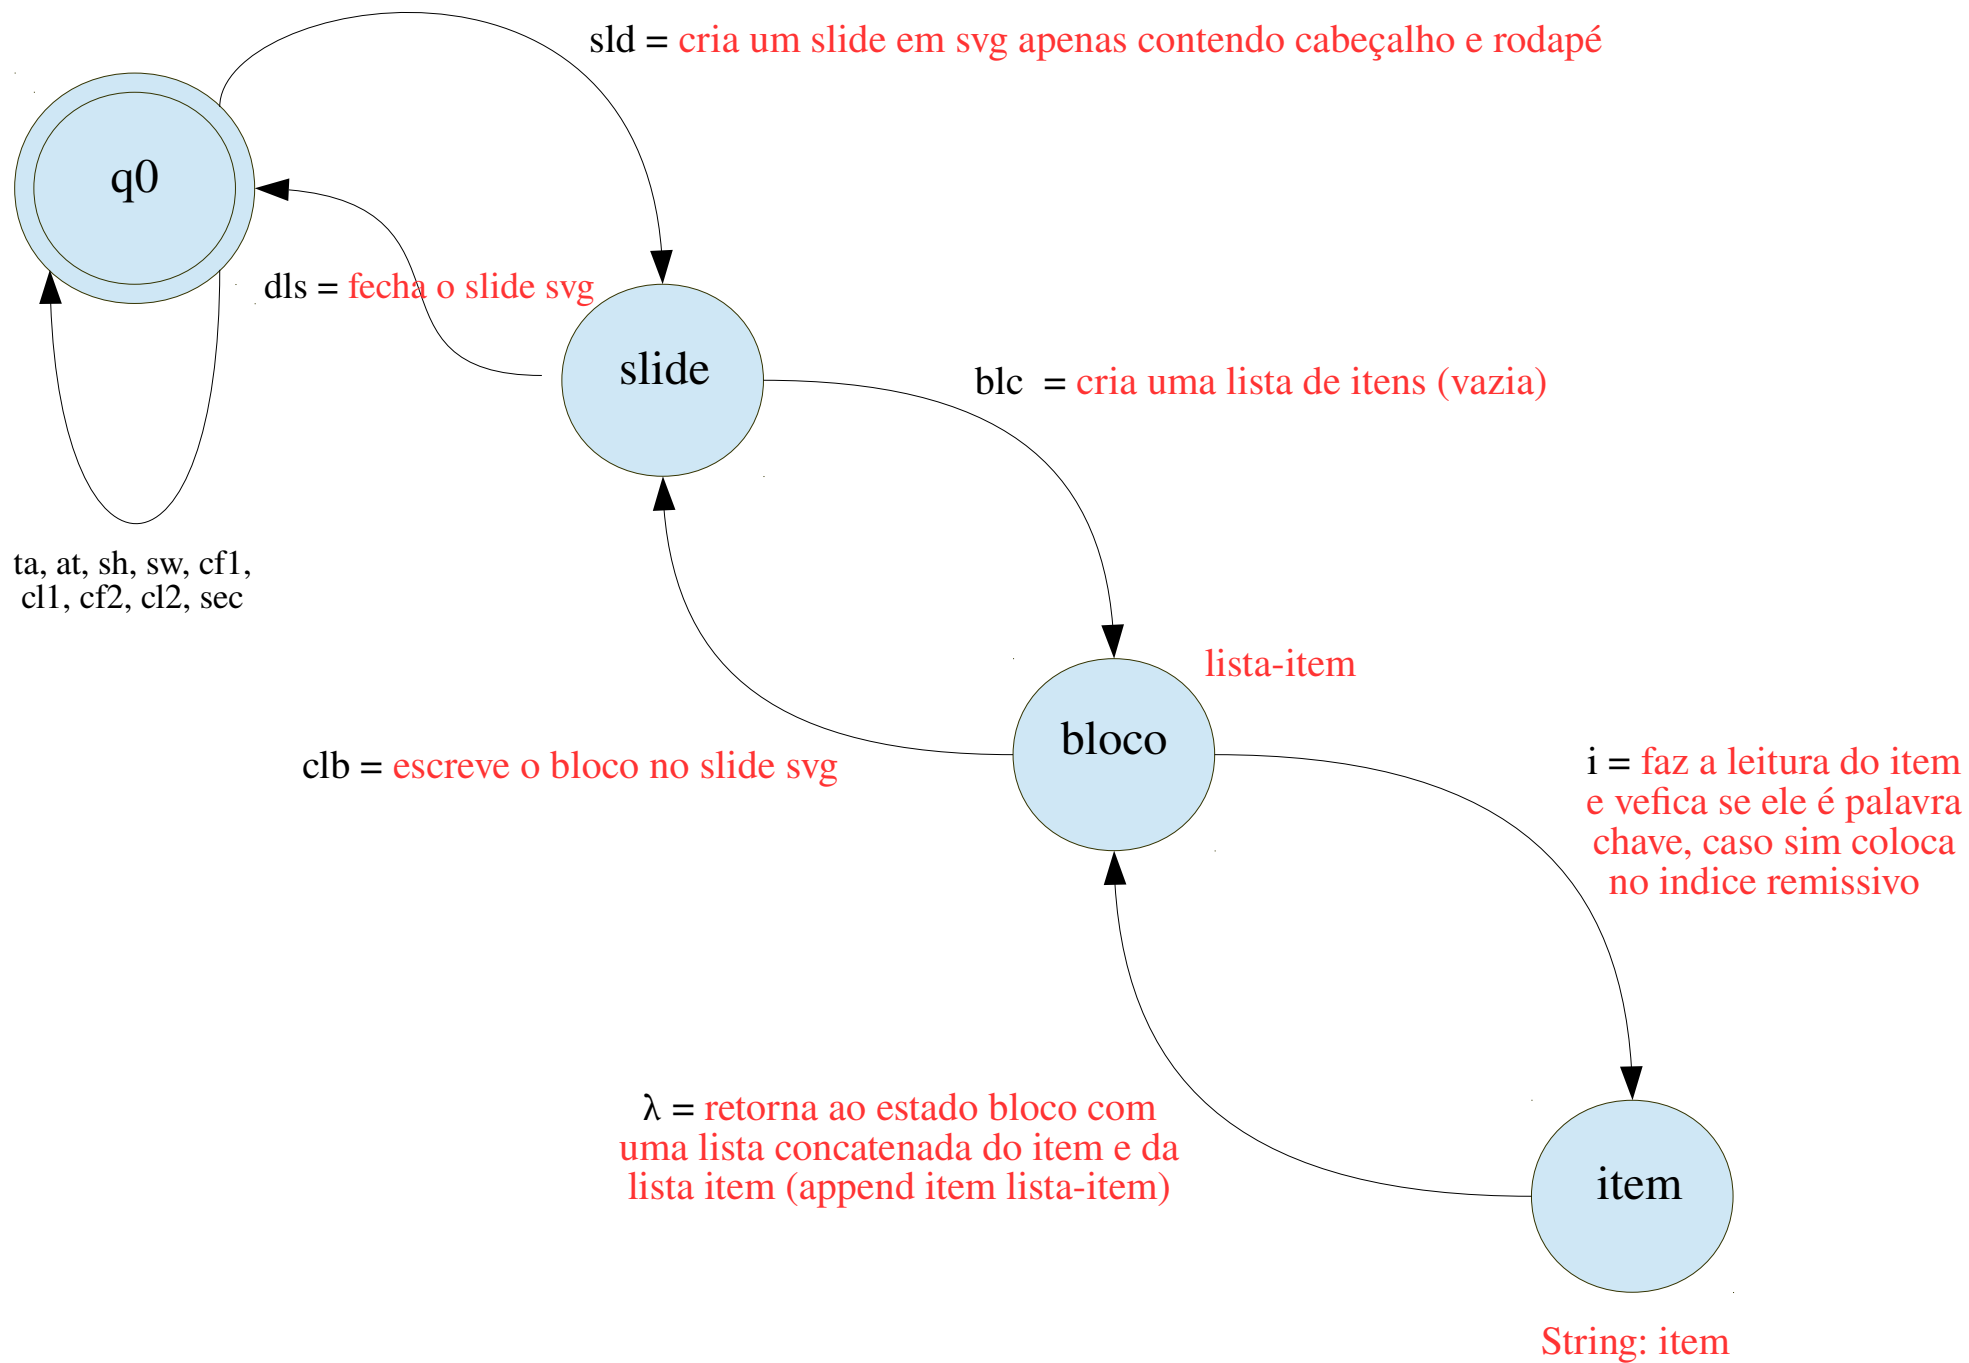 sld = cria um slide em svg apenas contendo cabeçalho e rodapé
q0
dls = fecha o slide svg
slide
blc = cria uma lista de itens (vazia)
ta, at, sh, sw, cf1,
cl1, cf2, cl2, sec
lista-item
bloco
clb = escreve o bloco no slide svg
i = faz a leitura do item
e vefica se ele é palavra
chave, caso sim coloca
no indice remissivo
λ = retorna ao estado bloco com
uma lista concatenada do item e da
lista item (append item lista-item)
item
String: item